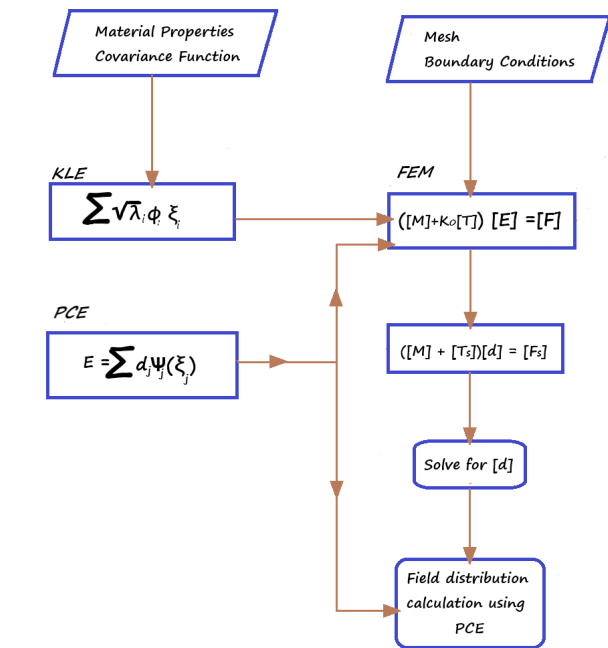 Material Properties
Covariance Function
Mesh
Boundary Conditions
KLE
∑ √λᵢ ϕᵢ ξᵢ
FEM
([M]+K₀[T]) [E] =[F]
PCE
E =∑ dⱼΨⱼ(ξⱼ)
([M] + [Tₛ])[d] = [Fₛ]
Solve for [d]
Field distribution
calculation using
PCE